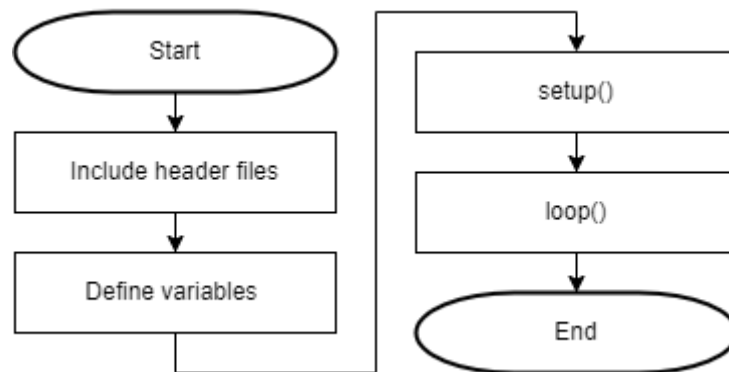 Start
Include header files
Define variables
setup()
loop()
End